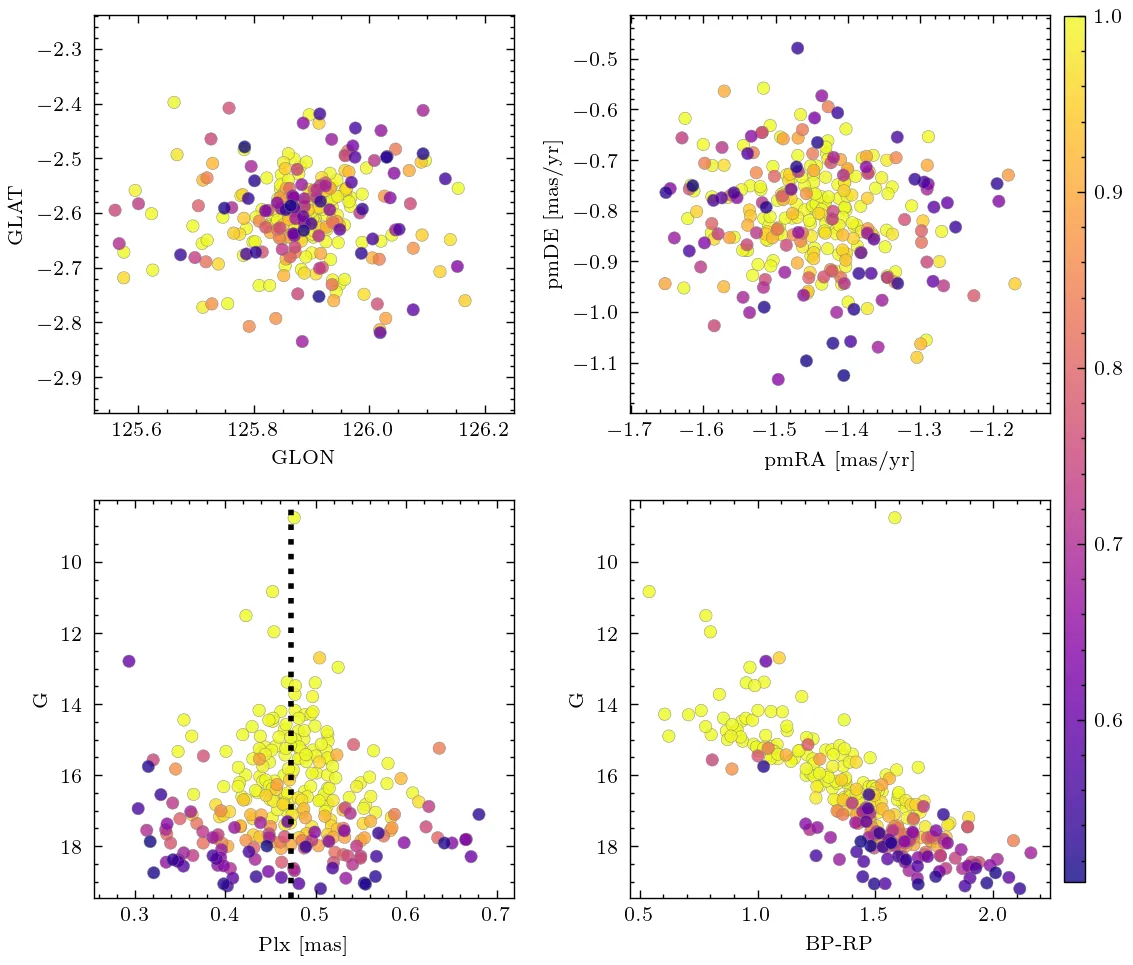 −2.3
−2.4
−2.5
−2.6
−2.7
−2.8
−2.9
GLAT
125.6 125.8 126.0 126.2
GLON
−0.5
−0.6
−0.7
−0.8
−0.9
−1.0
−1.1
pmDE [mas/yr]
−1.7 −1.6 −1.5 −1.4 −1.3 −1.2
pmRA [mas/yr]
1.0
0.9
0.8
0.7
0.6
10
12
14
16
18
G
0.3 0.4 0.5 0.6 0.7
Plx [mas]
10
12
14
16
18
G
0.5 1.0 1.5 2.0
BP-RP